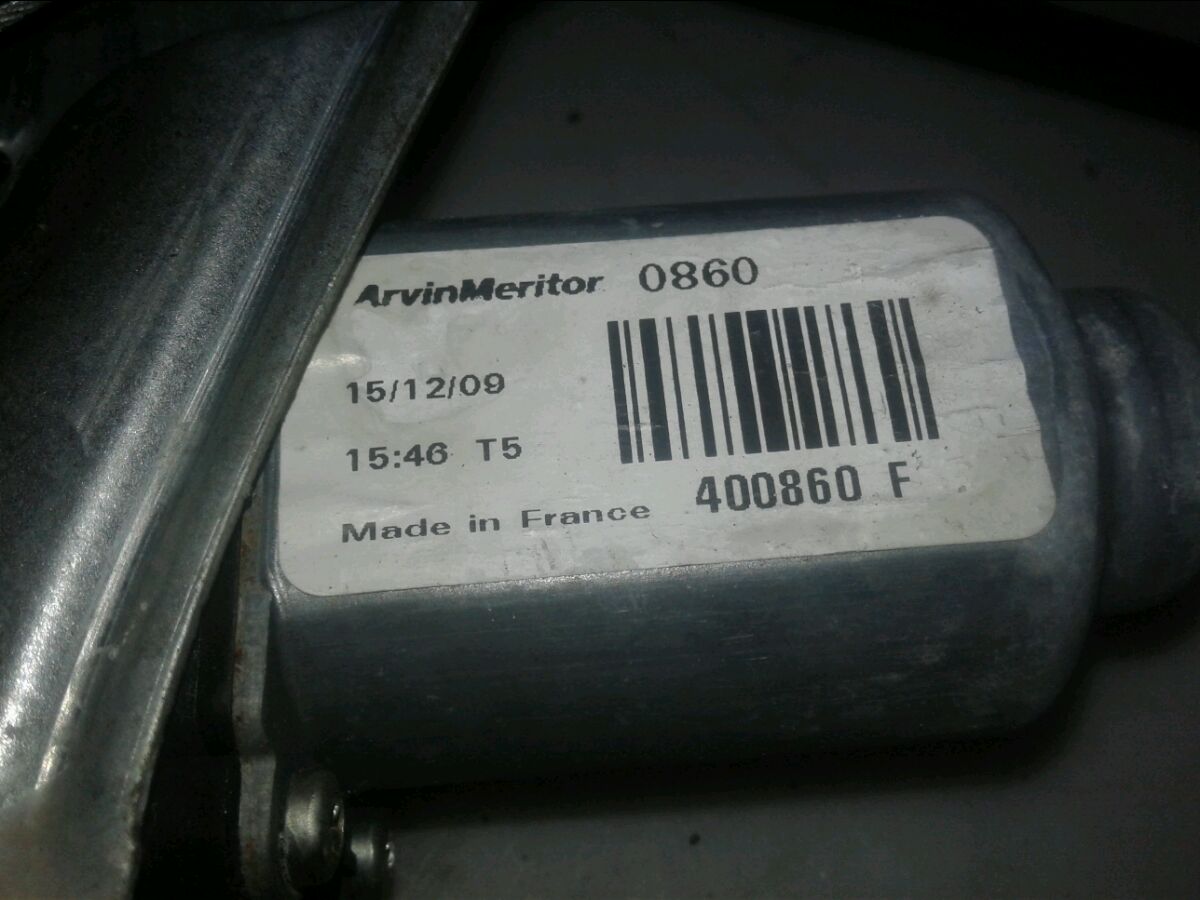 ArvinMeritor 0860
15/12/09
15:46 T5
400860 F
Made in France